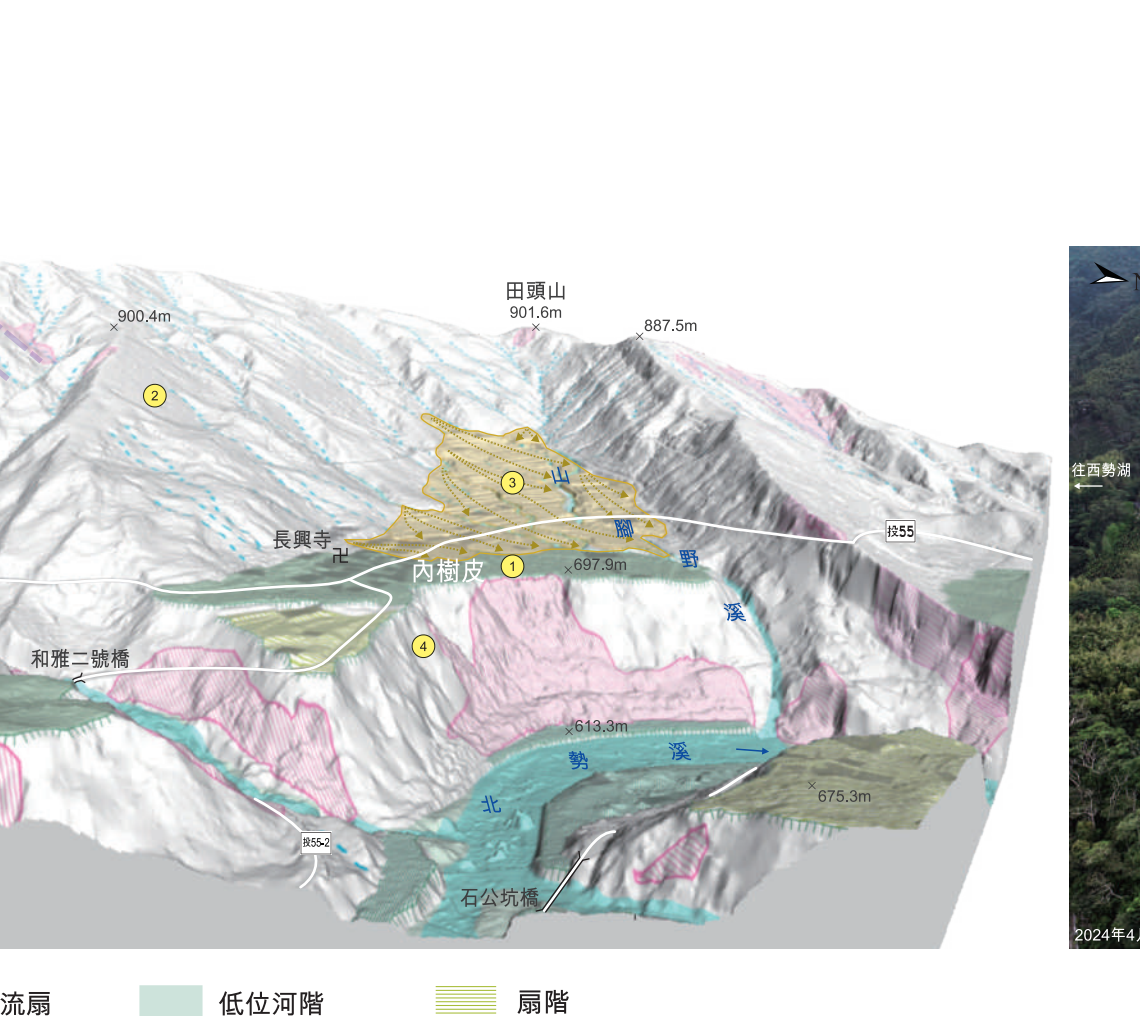 田頭山
901.6m
900.4m
887.5m
2
往西勢湖
3
山腳野溪
投55
長興寺
內樹皮
1
697.9m
4
和雅二號橋
613.3m
北勢溪
675.3m
投55-2
石公坑橋
2024年4
流扇
低位河階
扇階